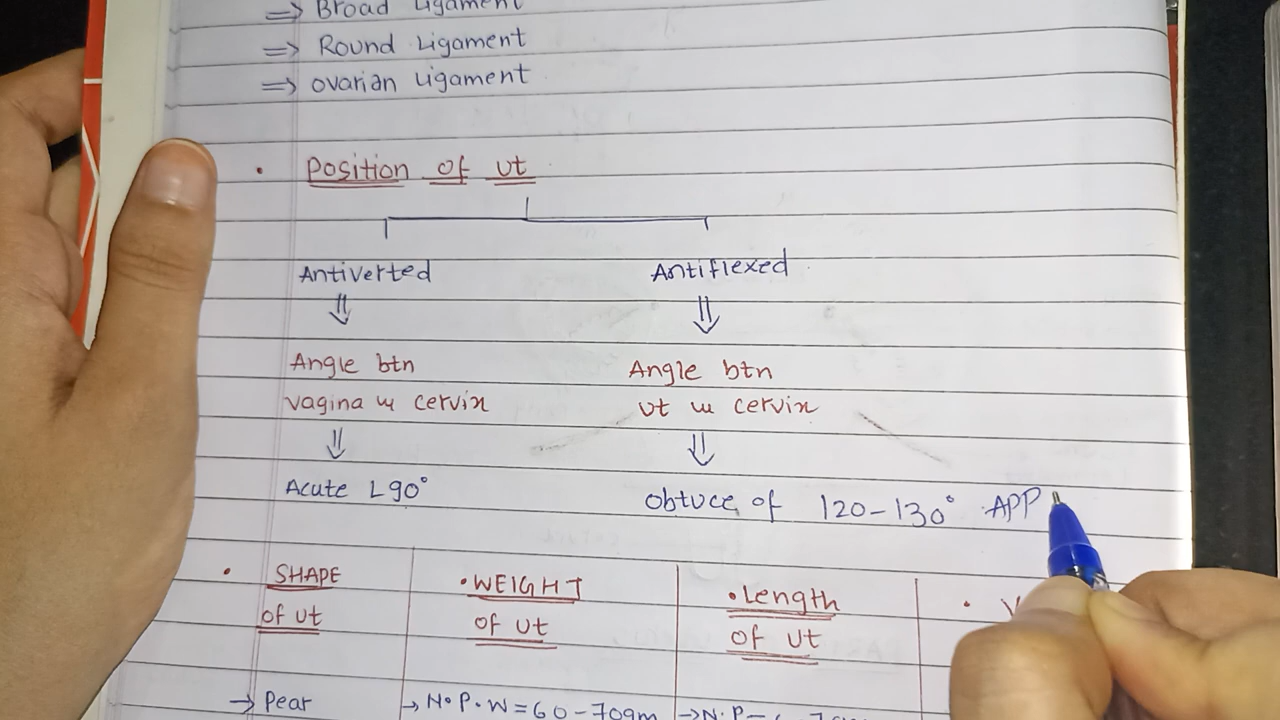 => Broad Ligament
=> Round Ligament
=> ovarian Ligament
• Position of ut
Antiverted Antiflexed
Angle btn Angle btn
vagina w cervix ut w cervix
Acute L90° Obtuce of 120-130° APP
• SHAPE • WEIGHT • Length •
of ut of ut of ut
→ Pear → N.P.W = 60-70gm → N.P